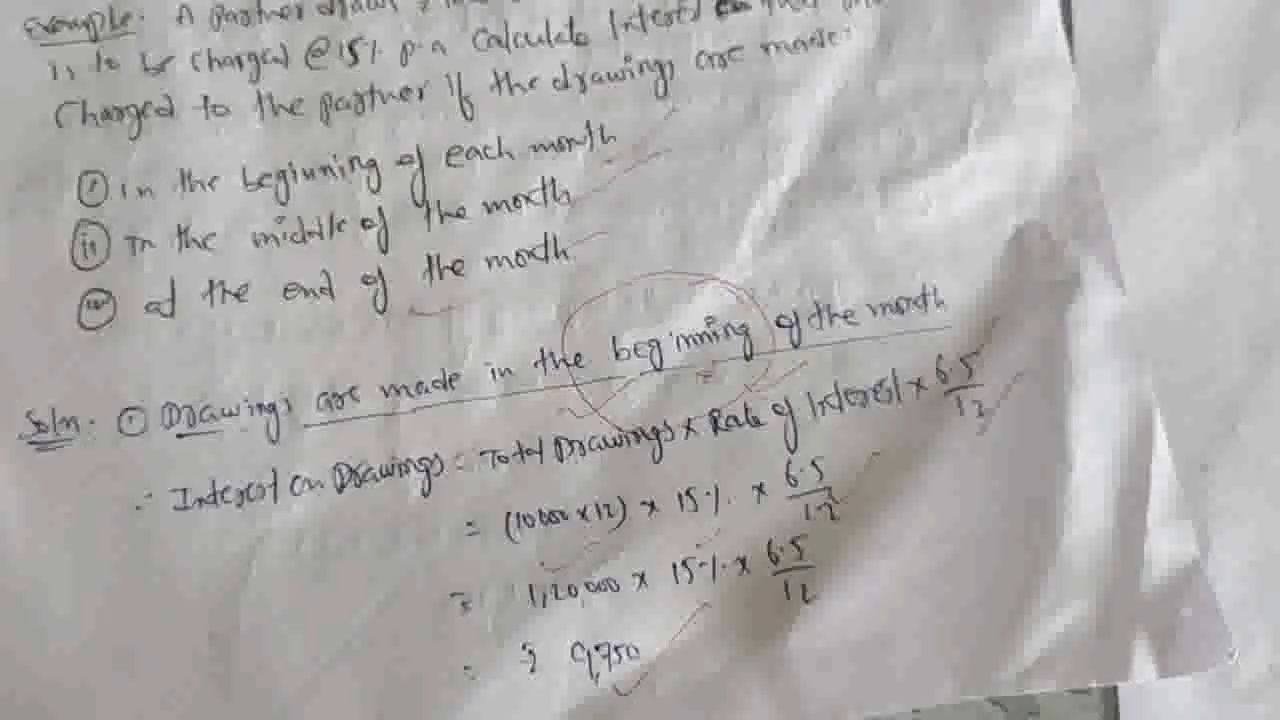 Example: A partner draws
is to be charged @ 15% p.a Calculate Interest
Charged to the partner If the drawings are made:
(i) in the beginning of each month
(ii) In the middle of the month
(iii) at the end of the month
Soln: (i) Drawings are made in the beginning of the month
∴ Interest on Drawings = Total Drawings × Rate of Interest × 6.5/12
= (10000 × 12) × 15% × 6.5/12
= 1,20,000 × 15% × 6.5/12
= ₹ 9,750